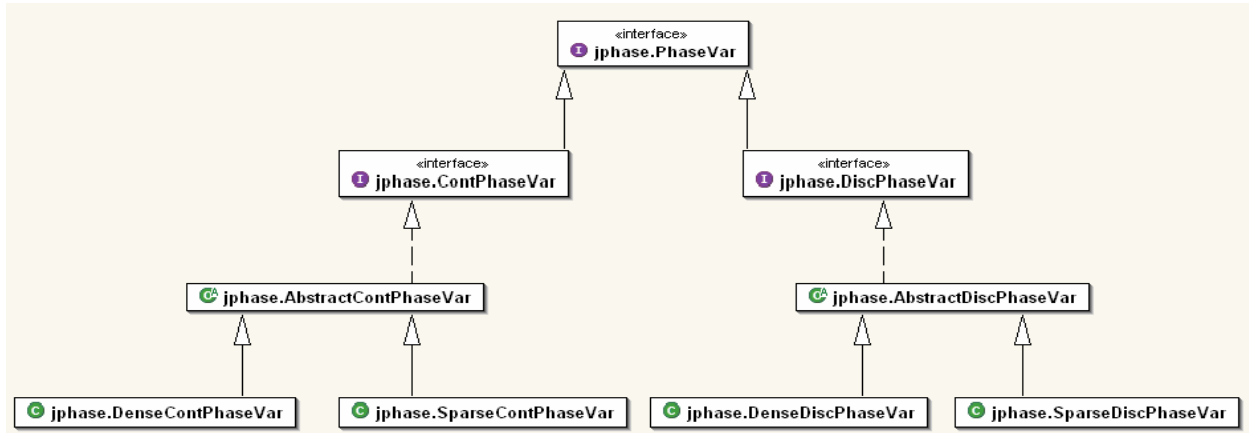 «interface»
I jphase.PhaseVar
«interface»
I jphase.ContPhaseVar
«interface»
I jphase.DiscPhaseVar
C A jphase.AbstractContPhaseVar
C A jphase.AbstractDiscPhaseVar
C jphase.DenseContPhaseVar
C jphase.SparseContPhaseVar
C jphase.DenseDiscPhaseVar
C jphase.SparseDiscPhaseVar